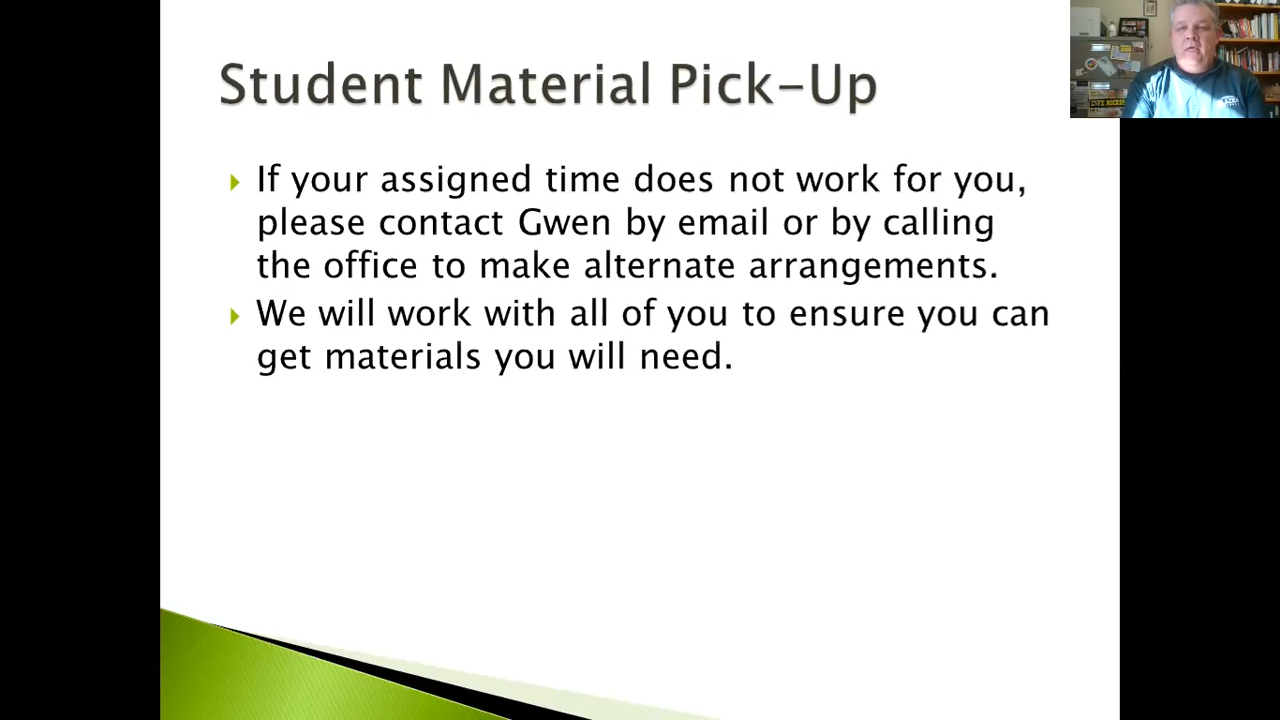 Student Material Pick-Up
If your assigned time does not work for you,
please contact Gwen by email or by calling
the office to make alternate arrangements.
We will work with all of you to ensure you can
get materials you will need.